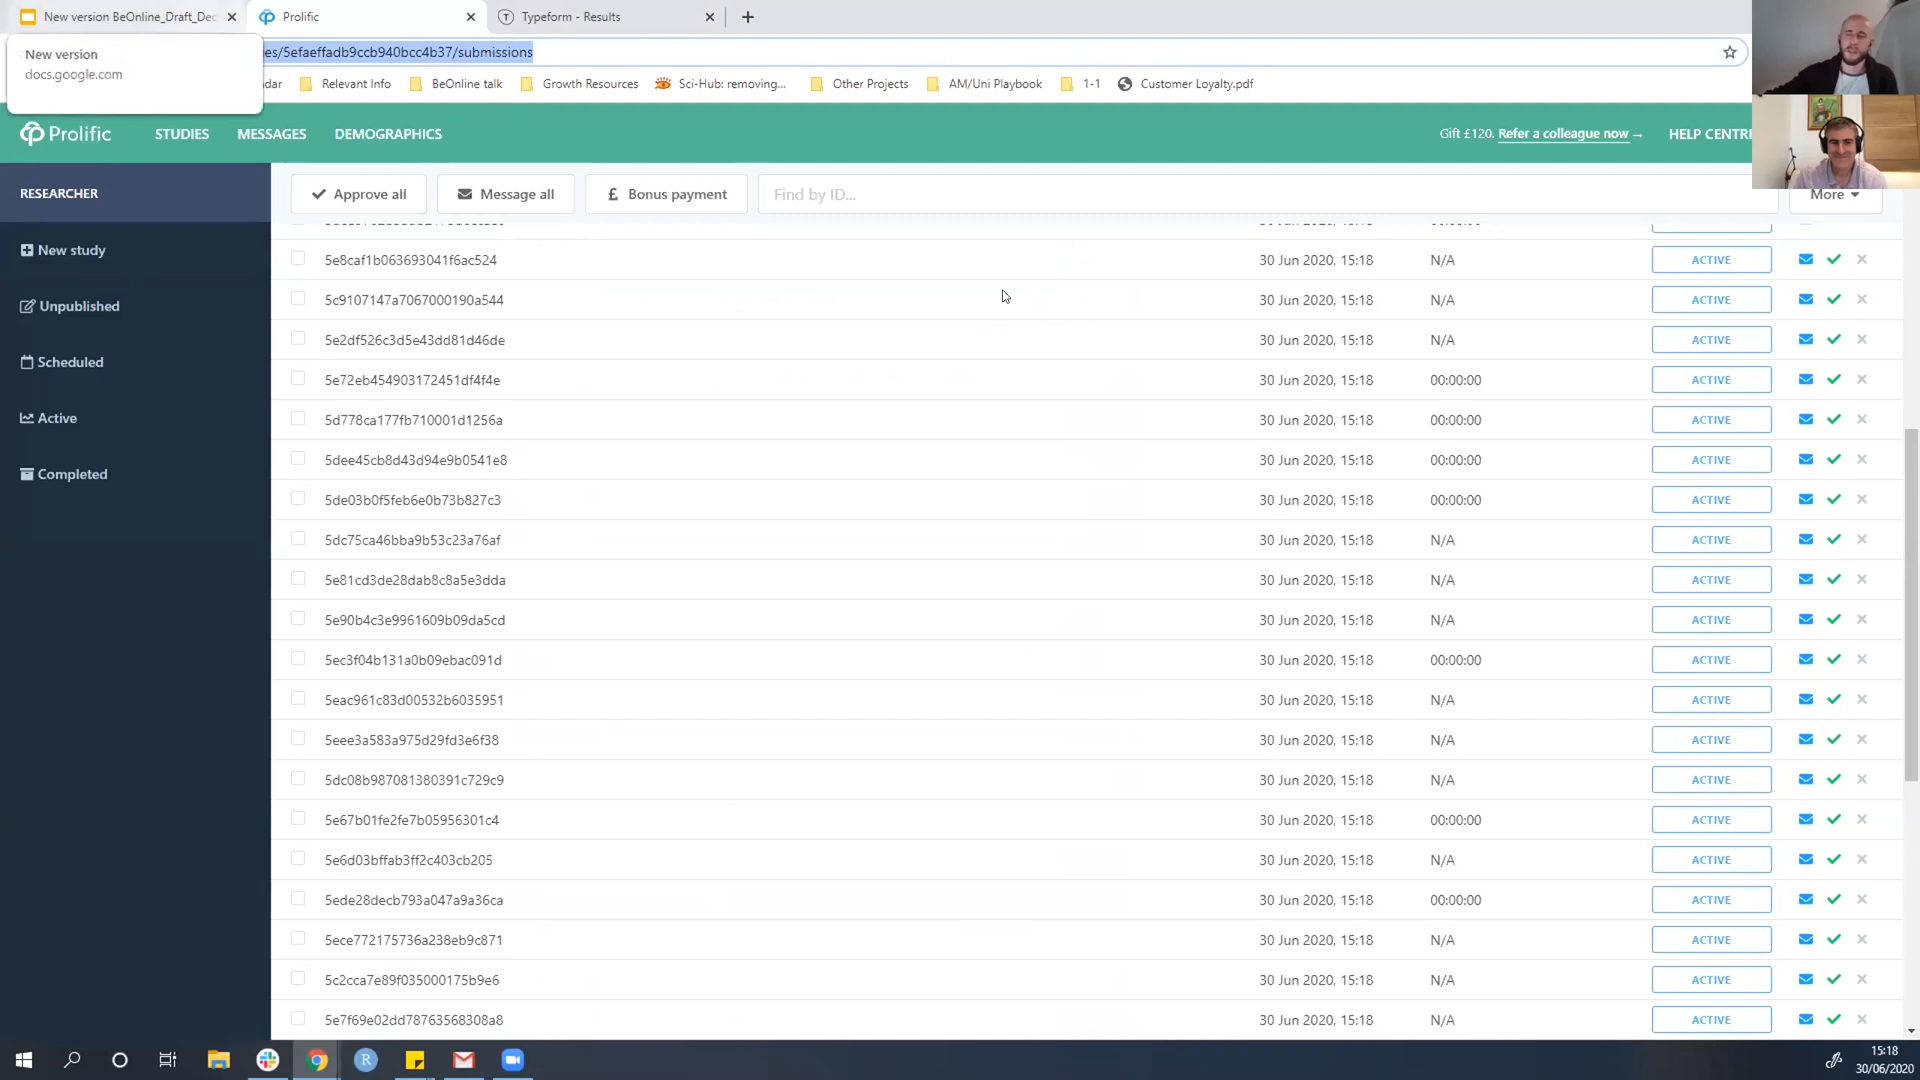 New version BeOnline_Draft_Dec
Prolific
Typeform - Results
New version
docs.google.com
ies/5efaeffadb9ccb940bcc4b37/submissions
ndar
Relevant Info
BeOnline talk
Growth Resources
Sci-Hub: removing...
Other Projects
AM/Uni Playbook
1-1
Customer Loyalty.pdf
Prolific
STUDIES
MESSAGES
DEMOGRAPHICS
Gift £120. Refer a colleague now →
HELP CENTRE
RESEARCHER
New study
Unpublished
Scheduled
Active
Completed
Approve all
Message all
£ Bonus payment
Find by ID...
More
5e8caf1b063693041f6ac524 30 Jun 2020, 15:18 N/A ACTIVE
5c9107147a7067000190a544 30 Jun 2020, 15:18 N/A ACTIVE
5e2df526c3d5e43dd81d46de 30 Jun 2020, 15:18 N/A ACTIVE
5e72eb454903172451df4f4e 30 Jun 2020, 15:18 00:00:00 ACTIVE
5d778ca177fb710001d1256a 30 Jun 2020, 15:18 00:00:00 ACTIVE
5dee45cb8d43d94e9b0541e8 30 Jun 2020, 15:18 00:00:00 ACTIVE
5de03b0f5feb6e0b73b827c3 30 Jun 2020, 15:18 00:00:00 ACTIVE
5dc75ca46bba9b53c23a76af 30 Jun 2020, 15:18 N/A ACTIVE
5e81cd3de28dab8c8a5e3dda 30 Jun 2020, 15:18 N/A ACTIVE
5e90b4c3e9961609b09da5cd 30 Jun 2020, 15:18 N/A ACTIVE
5ec3f04b131a0b09ebac091d 30 Jun 2020, 15:18 00:00:00 ACTIVE
5eac961c83d00532b6035951 30 Jun 2020, 15:18 N/A ACTIVE
5eee3a583a975d29fd3e6f38 30 Jun 2020, 15:18 N/A ACTIVE
5dc08b987081380391c729c9 30 Jun 2020, 15:18 N/A ACTIVE
5e67b01fe2fe7b05956301c4 30 Jun 2020, 15:18 00:00:00 ACTIVE
5e6d03bffab3ff2c403cb205 30 Jun 2020, 15:18 N/A ACTIVE
5ede28decb793a047a9a36ca 30 Jun 2020, 15:18 00:00:00 ACTIVE
5ece772175736a238eb9c871 30 Jun 2020, 15:18 N/A ACTIVE
5c2cca7e89f035000175b9e6 30 Jun 2020, 15:18 N/A ACTIVE
5e7f69e02dd78763568308a8 30 Jun 2020, 15:18 N/A ACTIVE
15:18
30/06/2020